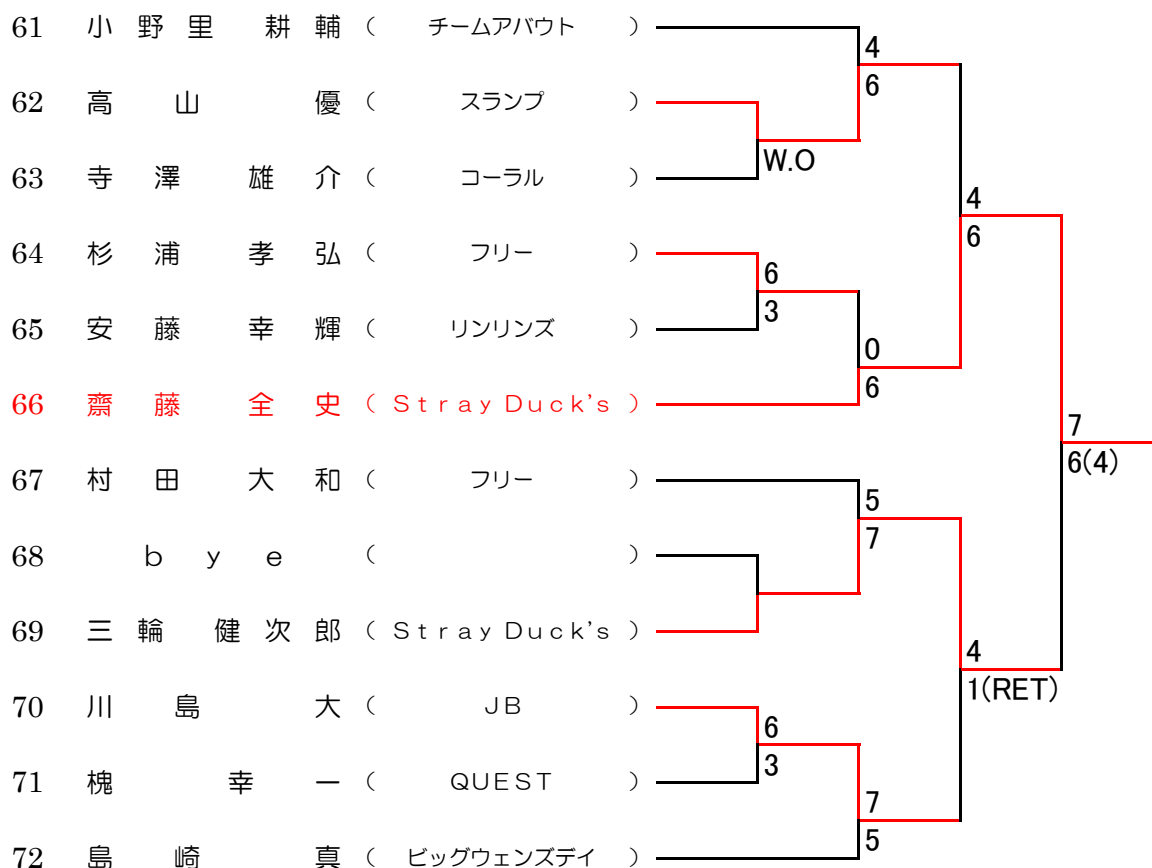 61 小野里 耕輔 ( チームアバウト )
4
6
62 高山 優 ( スランプ )
W.O
63 寺澤 雄介 ( コーラル )
4
6
64 杉浦 孝弘 ( フリー )
6
3
65 安藤 幸輝 ( リンリンズ )
0
6
66 齋藤 全史 ( Stray Duck's )
7
6(4)
67 村田 大和 ( フリー )
5
7
68 bye ( )
69 三輪 健次郎 ( Stray Duck's )
4
1(RET)
70 川島 大 ( JB )
6
3
71 槐 幸一 ( QUEST )
7
5
72 島崎 真 ( ビッグウェンズデイ )